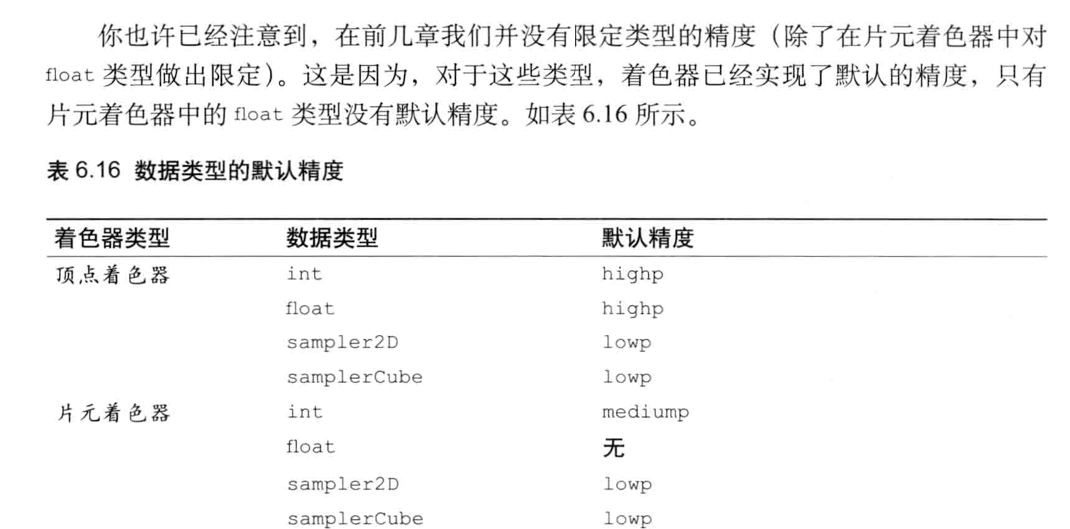 你也许已经注意到，在前几章我们并没有限定类型的精度（除了在片元着色器中对
float 类型做出限定）。这是因为，对于这些类型，着色器已经实现了默认的精度，只有
片元着色器中的 float 类型没有默认精度。如表 6.16 所示。
表 6.16 数据类型的默认精度
着色器类型 数据类型 默认精度
顶点着色器 int highp
float highp
sampler2D lowp
samplerCube lowp
片元着色器 int mediump
float 无
sampler2D lowp
samplerCube lowp